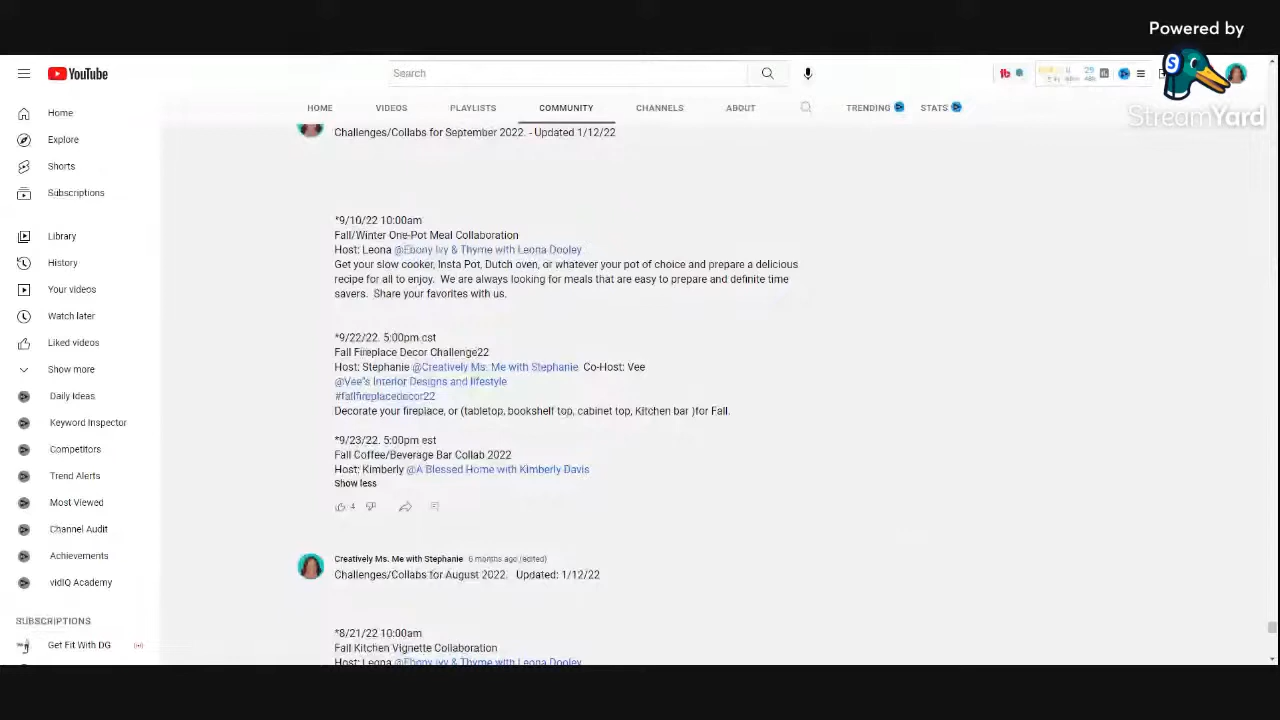 Powered by
StreamYard
YouTube
Search
HOME
VIDEOS
PLAYLISTS
COMMUNITY
CHANNELS
ABOUT
TRENDING
STATS
Home
Explore
Shorts
Subscriptions
Library
History
Your videos
Watch later
Liked videos
Show more
Daily Ideas
Keyword Inspector
Competitors
Trend Alerts
Most Viewed
Channel Audit
Achievements
vidIQ Academy
SUBSCRIPTIONS
Get Fit With DG
Challenges/Collabs for September 2022. - Updated 1/12/22
*9/10/22 10:00am
Fall/Winter One-Pot Meal Collaboration
Host: Leona @Ebony Ivy & Thyme with Leona Dooley
Get your slow cooker, Insta Pot, Dutch oven, or whatever your pot of choice and prepare a delicious
recipe for all to enjoy. We are always looking for meals that are easy to prepare and definite time
savers. Share your favorites with us.
*9/22/22. 5:00pm cst
Fall Fireplace Decor Challenge22
Host: Stephanie @Creatively Ms. Me with Stephanie Co-Host: Vee
@Vee"s Interior Designs and lifestyle
#fallfireplacedecor22
Decorate your fireplace, or (tabletop, bookshelf top, cabinet top, Kitchen bar )for Fall.
*9/23/22. 5:00pm est
Fall Coffee/Beverage Bar Collab 2022
Host: Kimberly @A Blessed Home with Kimberly Davis
Show less
4
Creatively Ms. Me with Stephanie 6 months ago (edited)
Challenges/Collabs for August 2022. Updated: 1/12/22
*8/21/22 10:00am
Fall Kitchen Vignette Collaboration
Host: Leona @Ebony Ivy & Thyme with Leona Dooley